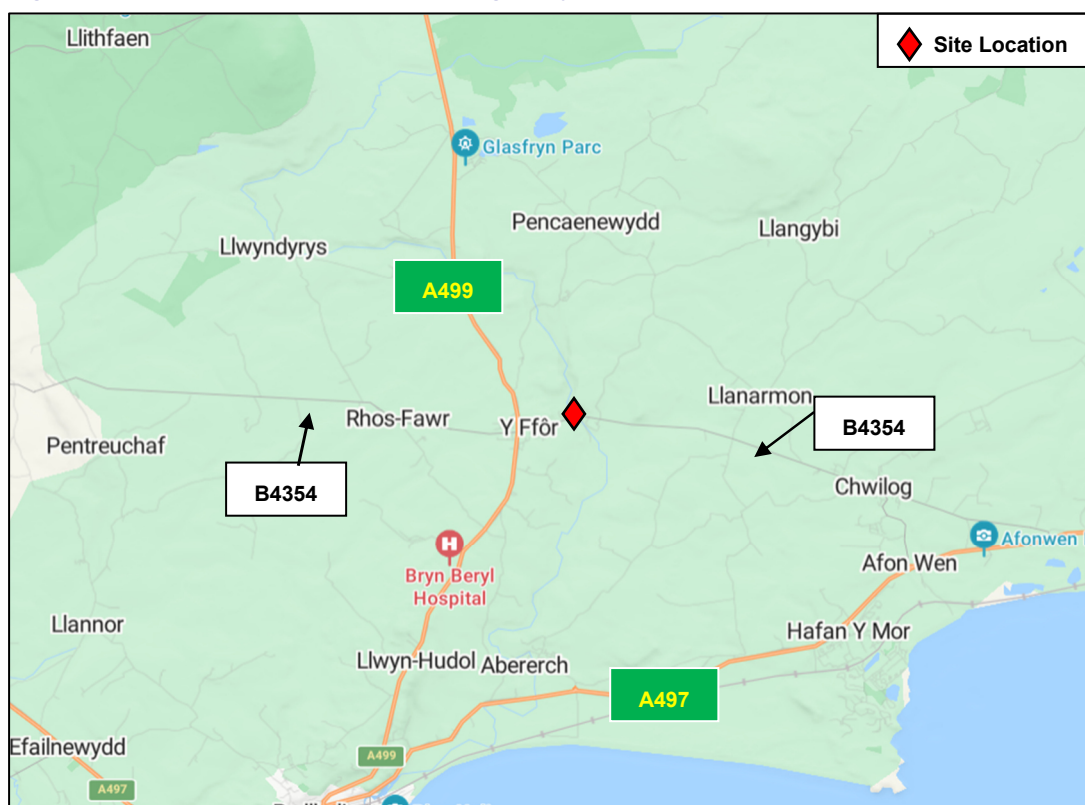 Llithfaen
Site Location
Glasfryn Parc
Pencaenewydd
Llangybi
Llwyndyrys
A499
Llanarmon
Rhos-Fawr
Y Ffôr
B4354
Pentreuchaf
B4354
Chwilog
Afonwen
Bryn Beryl
Hospital
Afon Wen
Llannor
Hafan Y Mor
Llwyn-Hudol
Abererch
A497
Efailnewydd
A499
A497